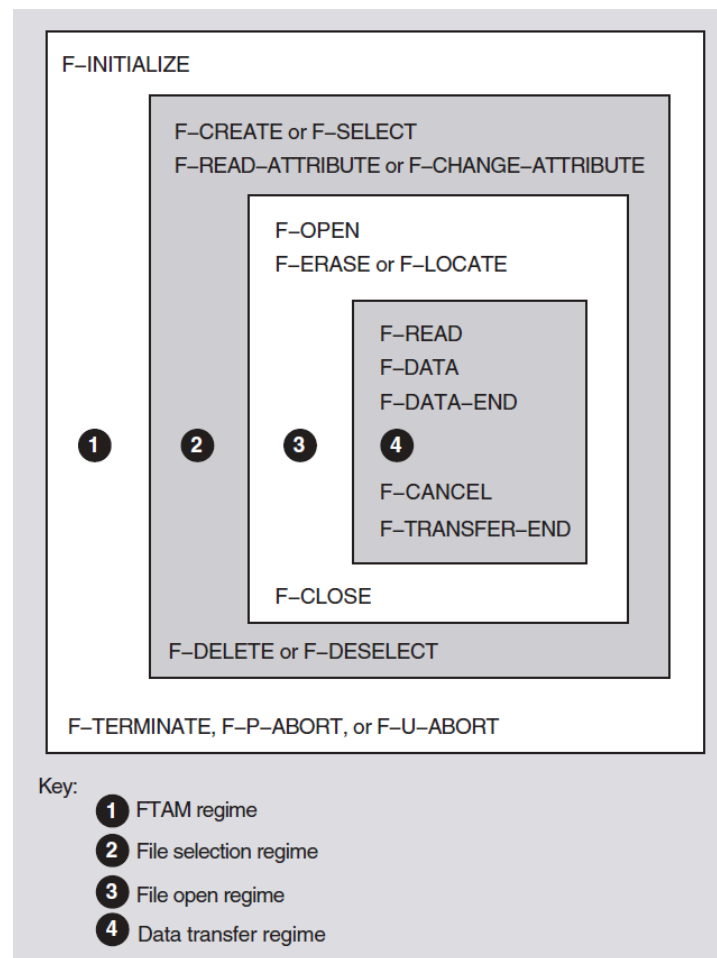 F–INITIALIZE
F–CREATE or F–SELECT
F–READ–ATTRIBUTE or F–CHANGE–ATTRIBUTE
F–OPEN
F–ERASE or F–LOCATE
F–READ
F–DATA
F–DATA–END
1 2 3 4
F–CANCEL
F–TRANSFER–END
F–CLOSE
F–DELETE or F–DESELECT
F–TERMINATE, F–P–ABORT, or F–U–ABORT
Key:
1 FTAM regime
2 File selection regime
3 File open regime
4 Data transfer regime